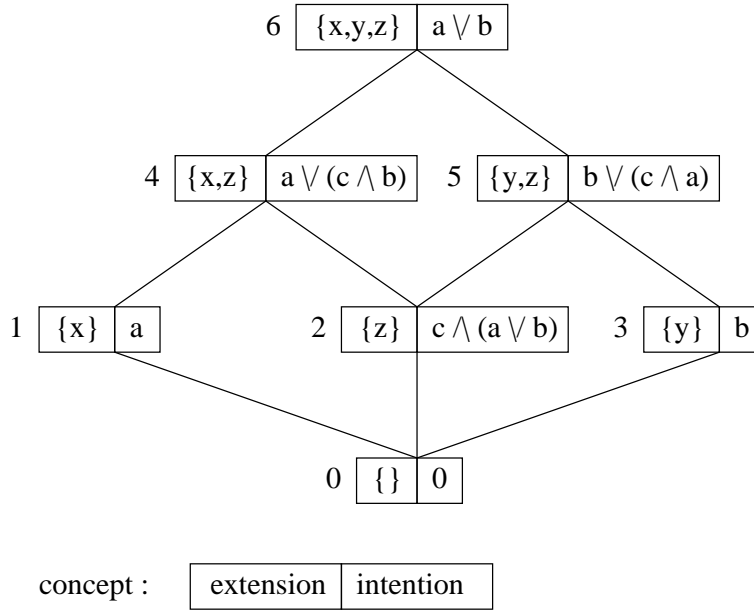 6 {x,y,z} a \/ b
4 {x,z} a \/ (c /\ b) 5 {y,z} b \/ (c /\ a)
1 {x} a 2 {z} c /\ (a \/ b) 3 {y} b
0 {} 0
concept : extension intention